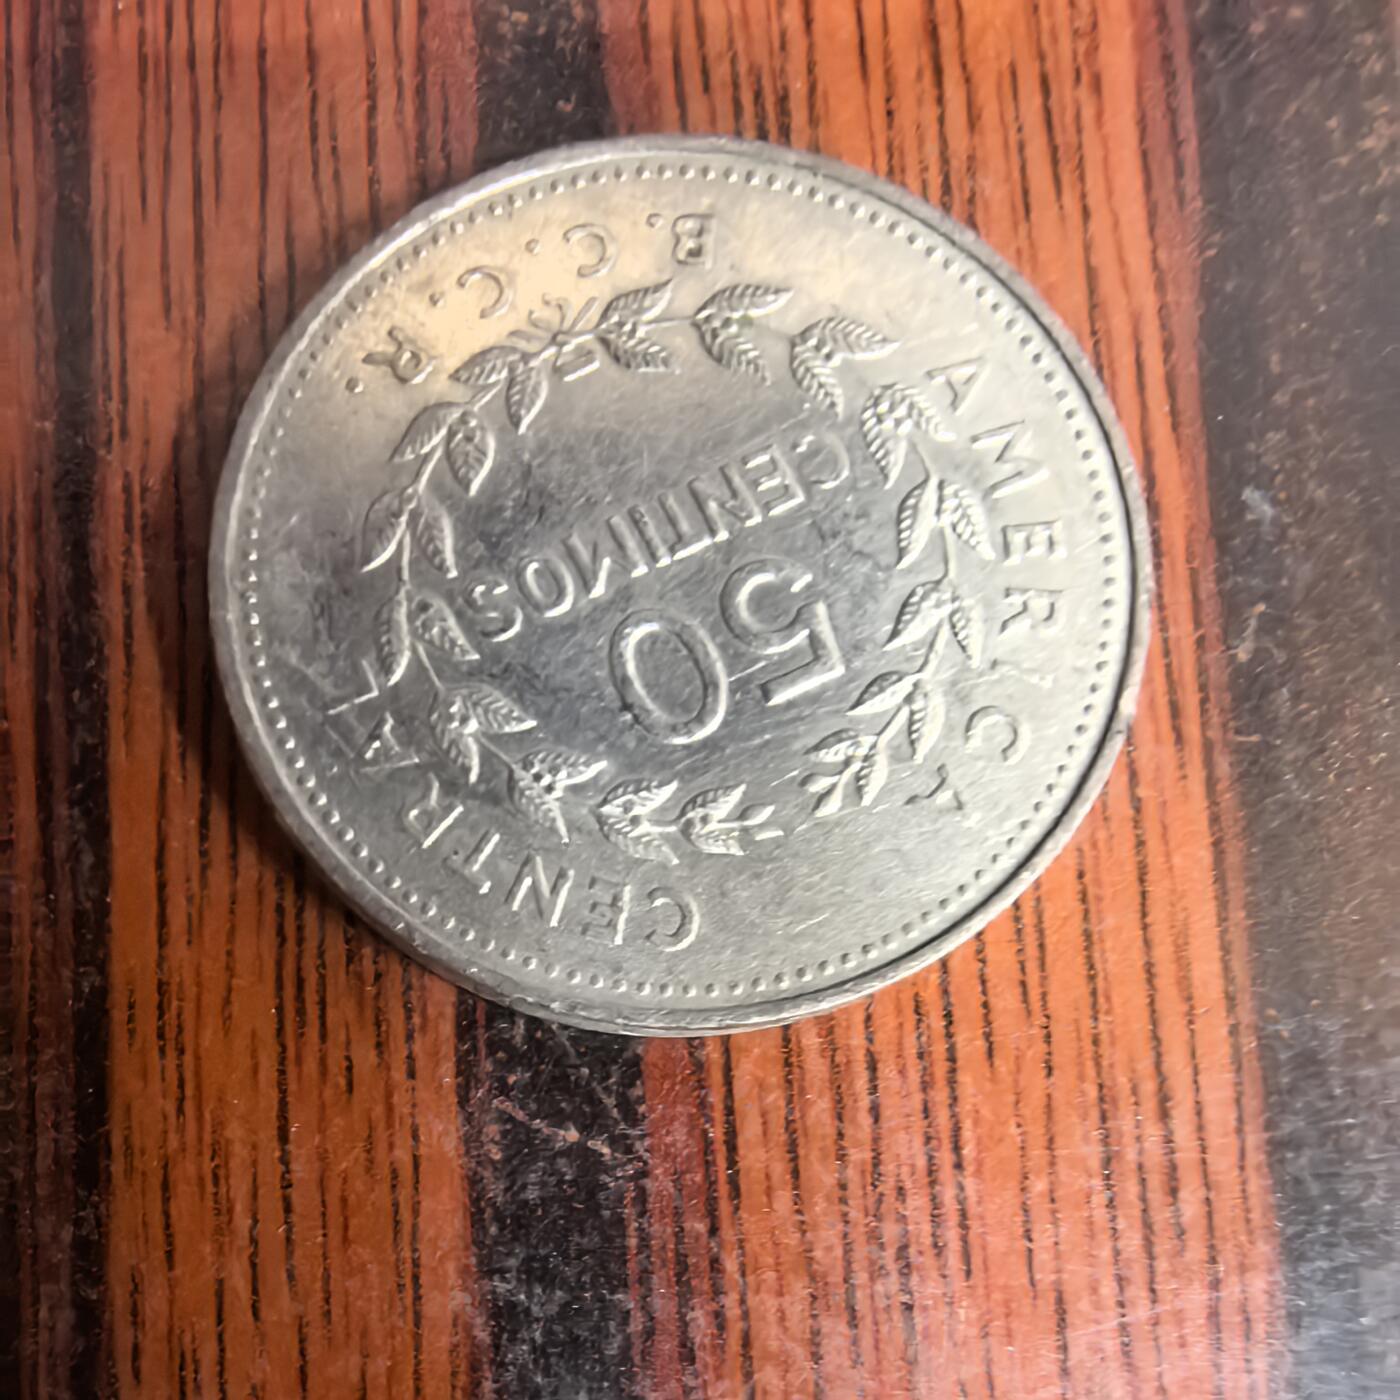 AMERICA CENTRAL
50
CENTIMOS
B.C.C.R.